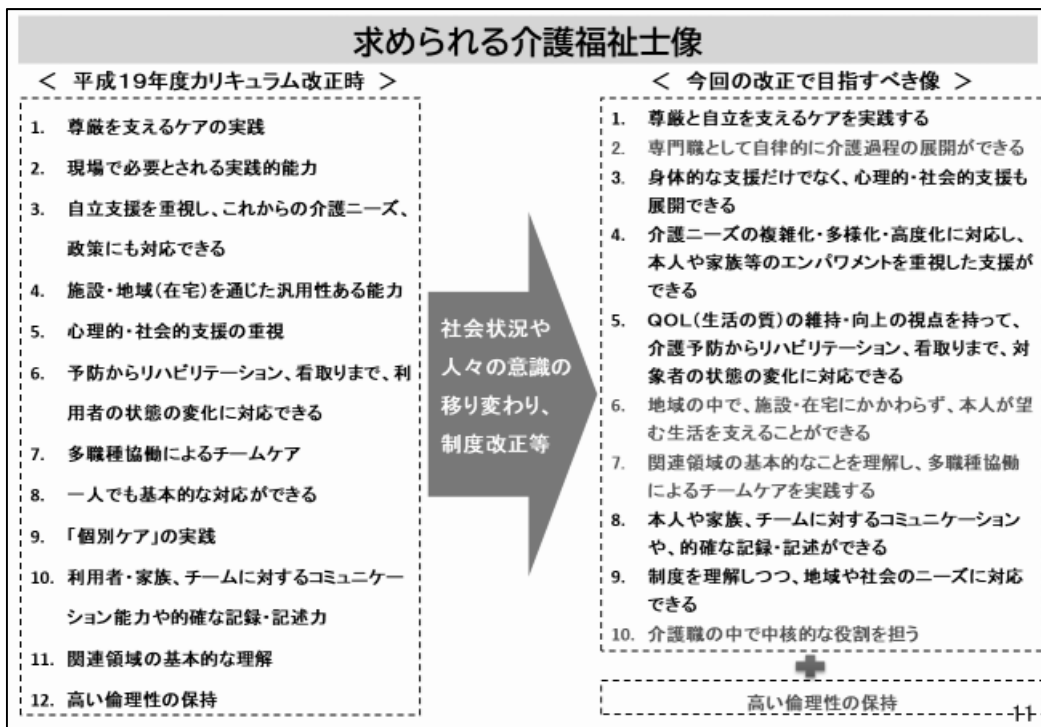 求められる介護福祉士像
＜ 平成19年度カリキュラム改正時 ＞
1. 尊厳を支えるケアの実践
2. 現場で必要とされる実践的能力
3. 自立支援を重視し、これからの介護ニーズ、
政策にも対応できる
4. 施設・地域(在宅)を通じた汎用性ある能力
5. 心理的・社会的支援の重視
6. 予防からリハビリテーション、看取りまで、利
用者の状態の変化に対応できる
7. 多職種協働によるチームケア
8. 一人でも基本的な対応ができる
9. 「個別ケア」の実践
10. 利用者・家族、チームに対するコミュニケー
ション能力や的確な記録・記述力
11. 関連領域の基本的な理解
12. 高い倫理性の保持
社会状況や
人々の意識の
移り変わり、
制度改正等
＜ 今回の改正で目指すべき像 ＞
1. 尊厳と自立を支えるケアを実践する
2. 専門職として自律的に介護過程の展開ができる
3. 身体的な支援だけでなく、心理的・社会的支援も
展開できる
4. 介護ニーズの複雑化・多様化・高度化に対応し、
本人や家族等のエンパワメントを重視した支援が
できる
5. QOL(生活の質)の維持・向上の視点を持って、
介護予防からリハビリテーション、看取りまで、対
象者の状態の変化に対応できる
6. 地域の中で、施設・在宅にかかわらず、本人が望
む生活を支えることができる
7. 関連領域の基本的なことを理解し、多職種協働
によるチームケアを実践する
8. 本人や家族、チームに対するコミュニケーション
や、的確な記録・記述ができる
9. 制度を理解しつつ、地域や社会のニーズに対応
できる
10. 介護職の中で中核的な役割を担う
高い倫理性の保持
11